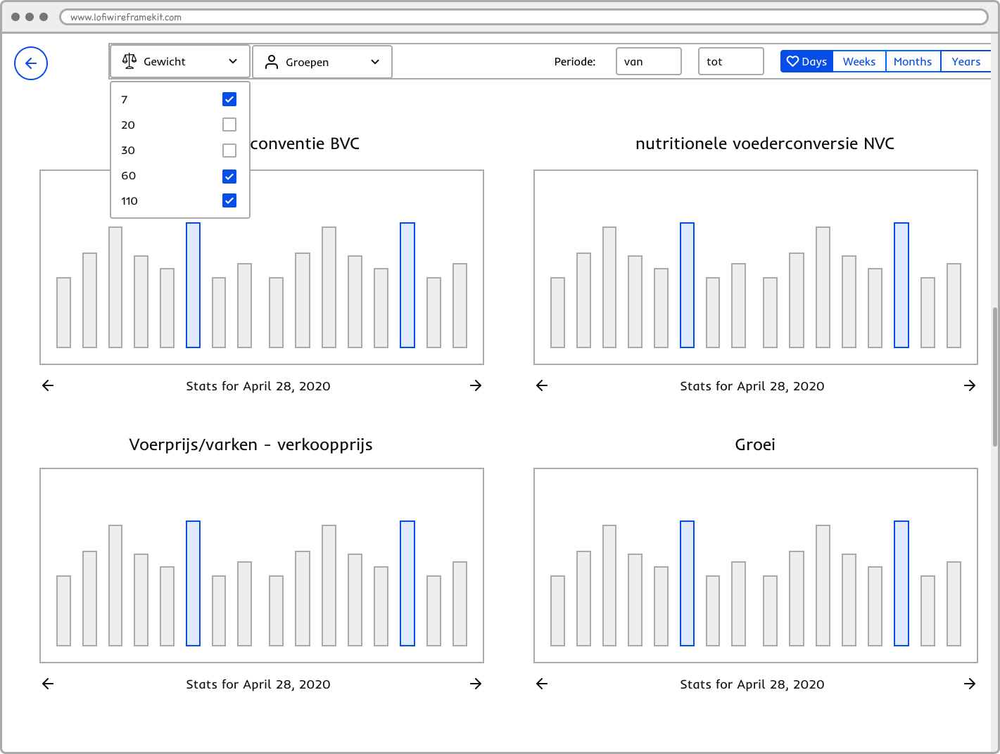 www.lofiwireframekit.com
Gewicht
Groepen
Periode:
van
tot
Days
Weeks
Months
Years
7
20
30
60
110
conventie BVC
nutritionele voederconversie NVC
Stats for April 28, 2020
Stats for April 28, 2020
Voerprijs/varken - verkoopprijs
Groei
Stats for April 28, 2020
Stats for April 28, 2020